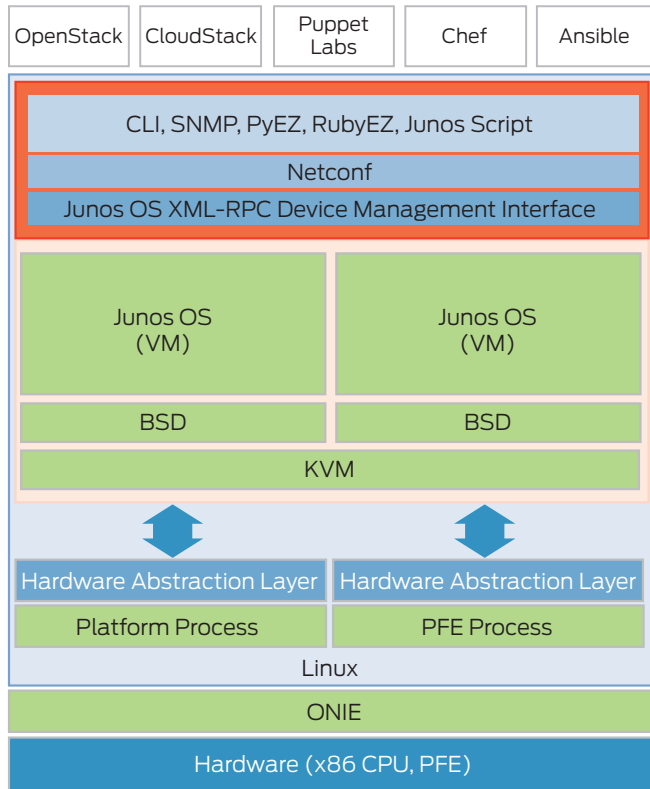 OpenStack
CloudStack
Puppet
Labs
Chef
Ansible
CLI, SNMP, PyEZ, RubyEZ, Junos Script
Netconf
Junos OS XML-RPC Device Management Interface
Junos OS
(VM)
Junos OS
(VM)
BSD
BSD
KVM
Hardware Abstraction Layer
Hardware Abstraction Layer
Platform Process
PFE Process
Linux
ONIE
Hardware (x86 CPU, PFE)